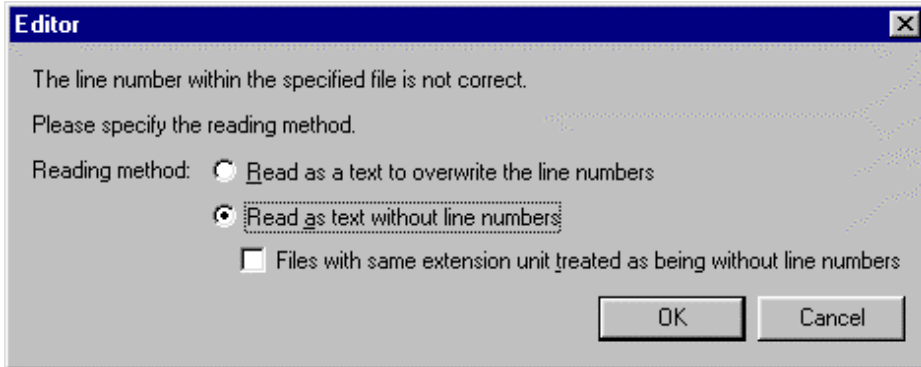 Editor
The line number within the specified file is not correct.
Please specify the reading method.
Reading method:
Read as a text to overwrite the line numbers
Read as text without line numbers
Files with same extension unit treated as being without line numbers
OK
Cancel